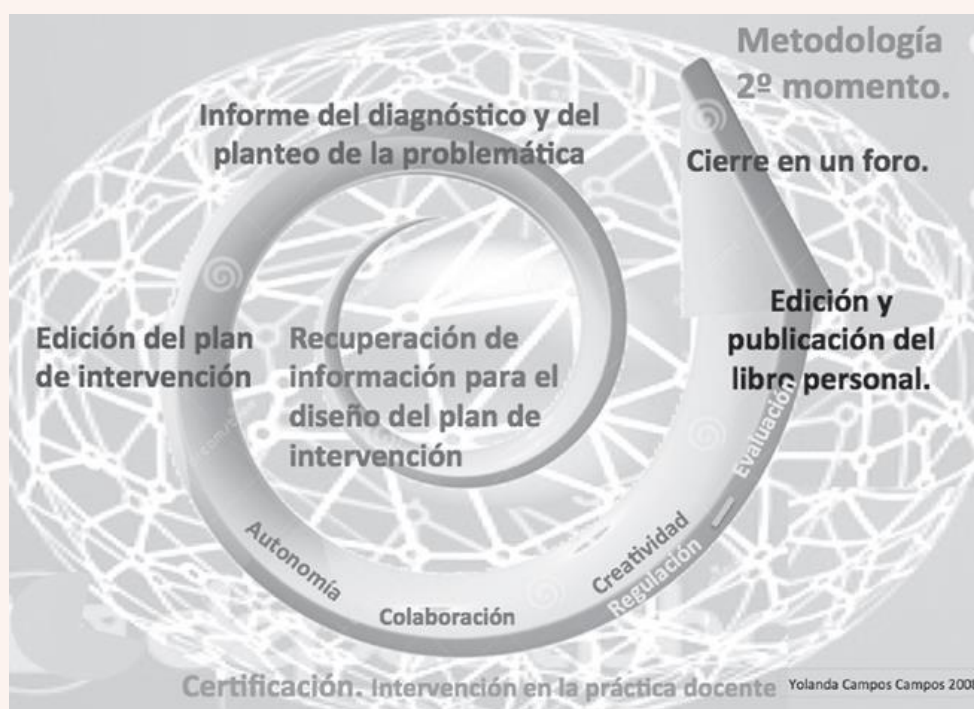 Metodología
2º momento.
Informe del diagnóstico y del
planteo de la problemática
Cierre en un foro.
Edición del plan
de intervención
Recuperación de
información para el
diseño del plan de
intervención
Edición y
publicación del
libro personal.
Autonomía
Colaboración
Creatividad
Regulación – Evaluación
Certificación. Intervención en la práctica docente
Yolanda Campos Campos 2008